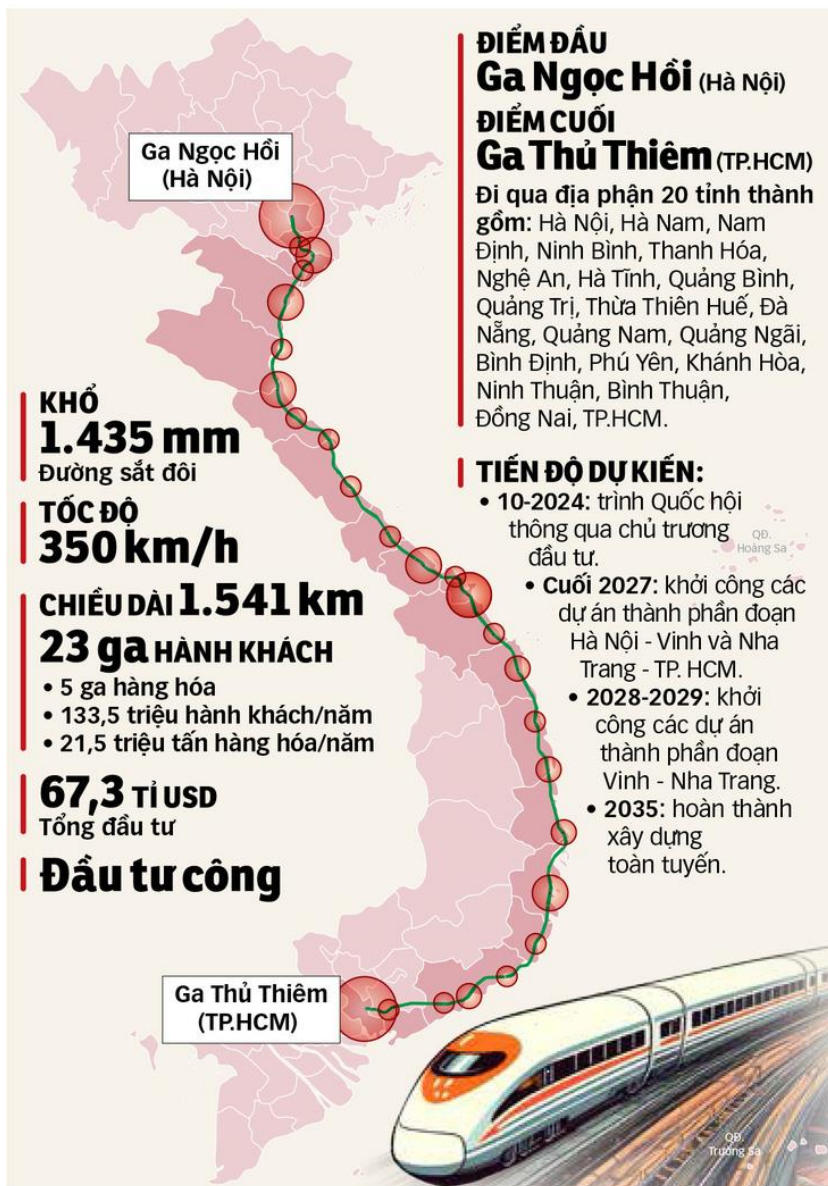 ĐIỂM ĐẦU
Ga Ngọc Hồi (Hà Nội)
ĐIỂM CUỐI
Ga Thủ Thiêm (TP.HCM)
Đi qua địa phận 20 tỉnh thành
gồm: Hà Nội, Hà Nam, Nam
Định, Ninh Bình, Thanh Hóa,
Nghệ An, Hà Tĩnh, Quảng Bình,
Quảng Trị, Thừa Thiên Huế, Đà
Nẵng, Quảng Nam, Quảng Ngãi,
Bình Định, Phú Yên, Khánh Hòa,
Ninh Thuận, Bình Thuận,
Đồng Nai, TP.HCM.
Ga Ngọc Hồi
(Hà Nội)
KHỔ
1.435 mm
Đường sắt đôi
TỐC ĐỘ
350 km/h
CHIỀU DÀI 1.541 km
23 ga HÀNH KHÁCH
• 5 ga hàng hóa
• 133,5 triệu hành khách/năm
• 21,5 triệu tấn hàng hóa/năm
67,3 TỈ USD
Tổng đầu tư
Đầu tư công
TIẾN ĐỘ DỰ KIẾN:
• 10-2024: trình Quốc hội
thông qua chủ trương
đầu tư.
• Cuối 2027: khởi công các
dự án thành phần đoạn
Hà Nội - Vinh và Nha
Trang - TP. HCM.
• 2028-2029: khởi
công các dự án
thành phần đoạn
Vinh - Nha Trang.
• 2035: hoàn thành
xây dựng
toàn tuyến.
QĐ.
Hoàng Sa
Ga Thủ Thiêm
(TP.HCM)
QĐ.
Trường Sa